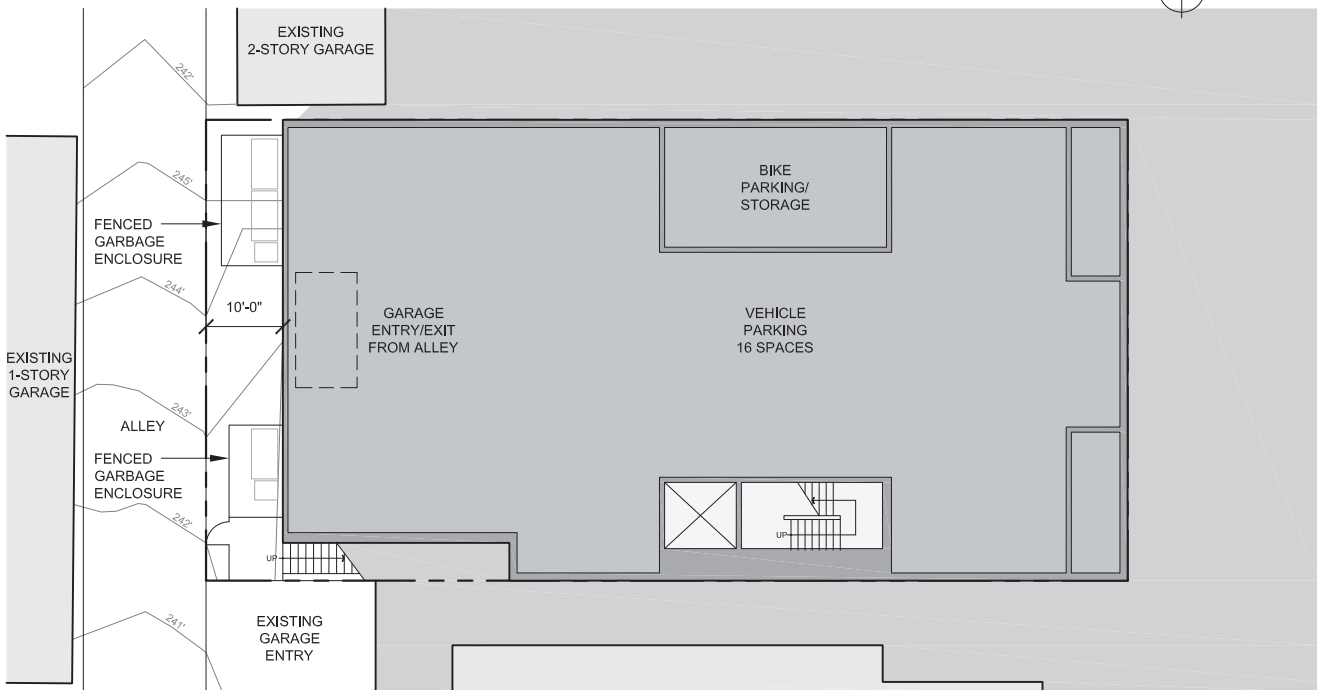 EXISTING
2-STORY GARAGE
242'
245'
BIKE
PARKING/
STORAGE
FENCED
GARBAGE
ENCLOSURE
244'
10'-0"
GARAGE
ENTRY/EXIT
FROM ALLEY
VEHICLE
PARKING
16 SPACES
EXISTING
1-STORY
GARAGE
243'
ALLEY
FENCED
GARBAGE
ENCLOSURE
242'
UP
UP
241'
EXISTING
GARAGE
ENTRY